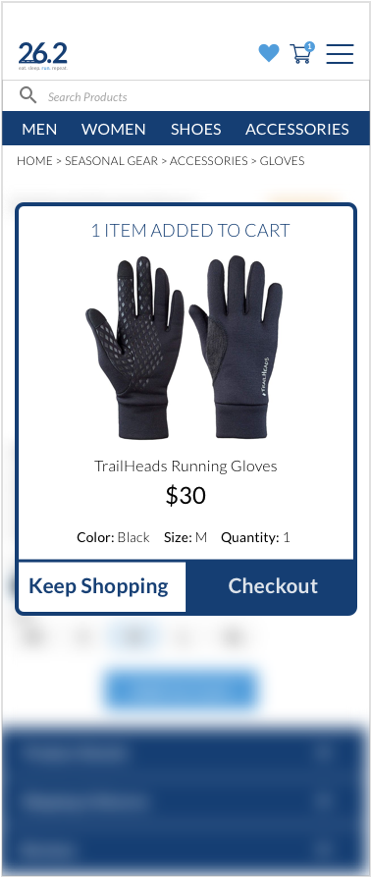 26.2
eat. sleep. run. repeat.
1
Search Products
MEN WOMEN SHOES ACCESSORIES
HOME > SEASONAL GEAR > ACCESSORIES > GLOVES
1 ITEM ADDED TO CART
TRAILHEADS
TrailHeads Running Gloves
$30
Color: Black Size: M Quantity: 1
Keep Shopping Checkout